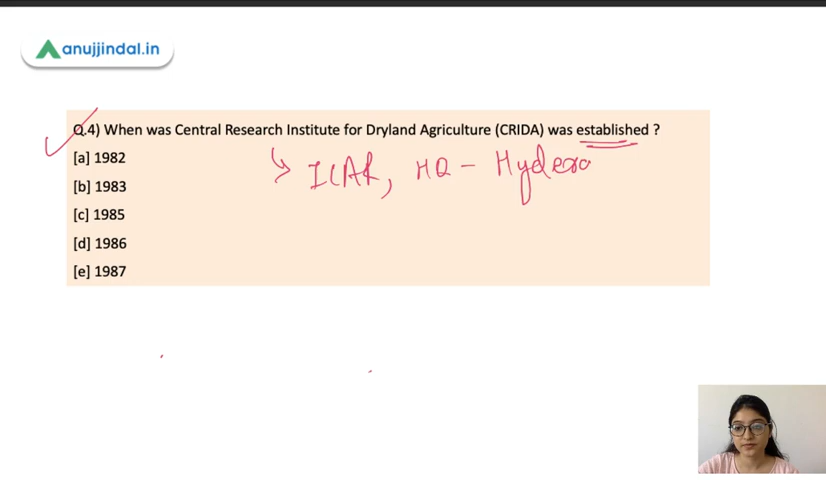 anujjindal.in
Q.4) When was Central Research Institute for Dryland Agriculture (CRIDA) was established ?
[a] 1982
ICAR, HQ - Hydera
[b] 1983
[c] 1985
[d] 1986
[e] 1987